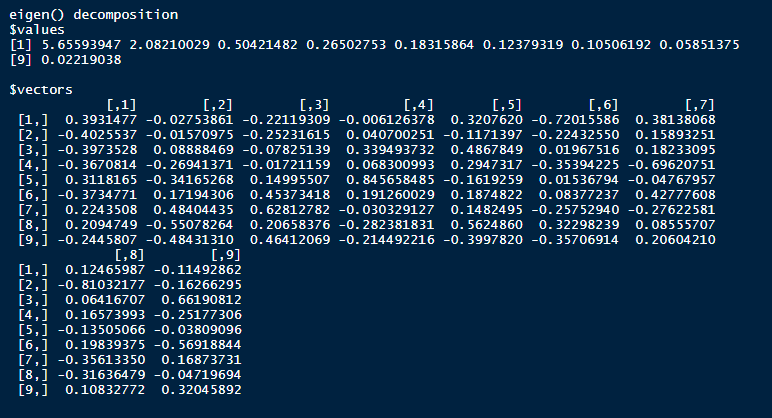 eigen() decomposition
$values
[1] 5.65593947 2.08210029 0.50421482 0.26502753 0.18315864 0.12379319 0.10506192 0.05851375
[9] 0.02219038
$vectors
[,1] [,2] [,3] [,4] [,5] [,6] [,7]
[1,] 0.3931477 -0.02753861 -0.22119309 -0.006126378 0.3207620 -0.72015586 0.38138068
[2,] -0.4025537 -0.01570975 -0.25231615 0.040700251 -0.1171397 -0.22432550 0.15893251
[3,] -0.3973528 0.08888469 -0.07825139 0.339493732 0.4867849 0.01967516 0.18233095
[4,] -0.3670814 -0.26941371 -0.01721159 0.068300993 0.2947317 -0.35394225 -0.69620751
[5,] 0.3118165 -0.34165268 0.14995507 0.845658485 -0.1619259 0.01536794 -0.04767957
[6,] -0.3734771 0.17194306 0.45373418 0.191260029 0.1874822 0.08377237 0.42777608
[7,] 0.2243508 0.48404435 0.62812782 -0.030329127 0.1482495 -0.25752940 -0.27622581
[8,] 0.2094749 -0.55078264 0.20658376 -0.282381831 0.5624860 0.32298239 0.08555707
[9,] -0.2445807 -0.48431310 0.46412069 -0.214492216 -0.3997820 -0.35706914 0.20604210
[,8] [,9]
[1,] 0.12465987 -0.11492862
[2,] -0.81032177 -0.16266295
[3,] 0.06416707 0.66190812
[4,] 0.16573993 -0.25177306
[5,] -0.13505066 -0.03809096
[6,] 0.19839375 -0.56918844
[7,] -0.35613350 0.16873731
[8,] -0.31636479 -0.04719694
[9,] 0.10832772 0.32045892